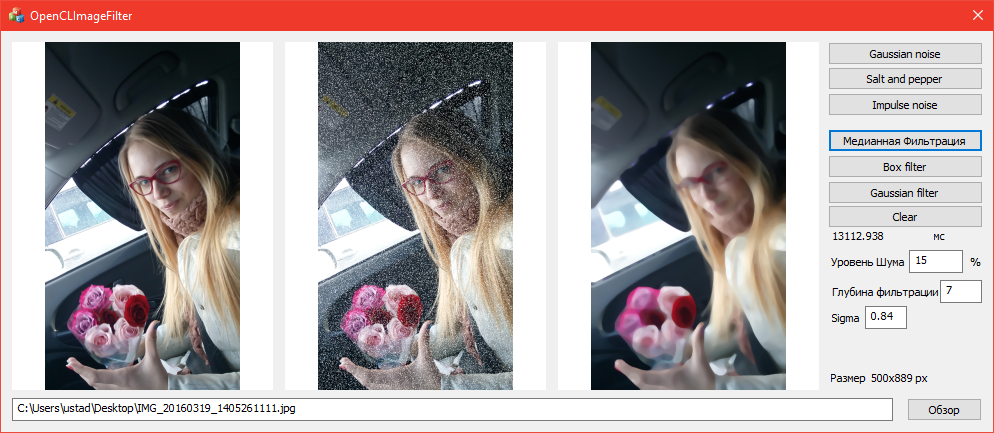 OpenCLImageFilter
Gaussian noise
Salt and pepper
Impulse noise
Медианная Фильтрация
Box filter
Gaussian filter
Clear
13112.938 мс
Уровень Шума 15 %
Глубина фильтрации 7
Sigma 0.84
Размер 500x889 px
C:\Users\ustad\Desktop\IMG_20160319_1405261111.jpg
Обзор